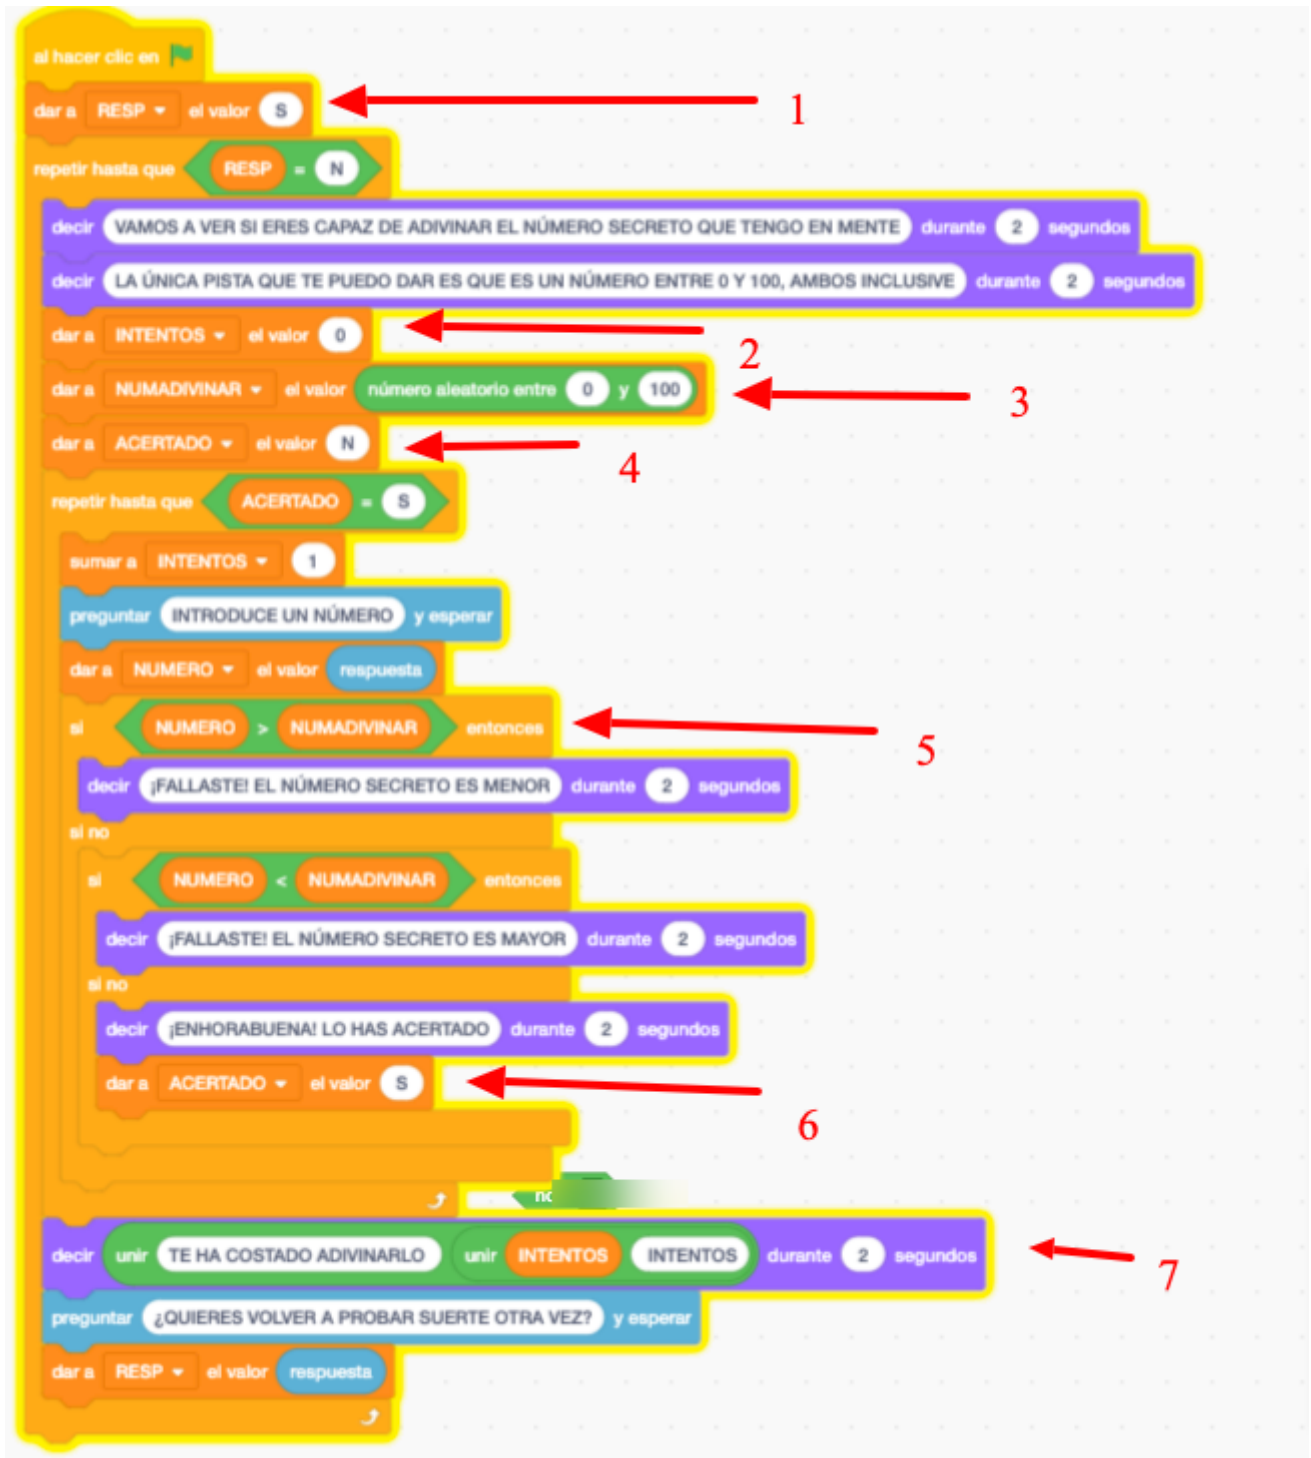 al hacer clic en
dar a RESP el valor S
1
repetir hasta que RESP = N
decir VAMOS A VER SI ERES CAPAZ DE ADIVINAR EL NÚMERO SECRETO QUE TENGO EN MENTE durante 2 segundos
decir LA ÚNICA PISTA QUE TE PUEDO DAR ES QUE ES UN NÚMERO ENTRE 0 Y 100, AMBOS INCLUSIVE durante 2 segundos
dar a INTENTOS el valor 0
2
dar a NUMADIVINAR el valor número aleatorio entre 0 y 100
3
dar a ACERTADO el valor N
4
repetir hasta que ACERTADO = S
sumar a INTENTOS 1
preguntar INTRODUCE UN NÚMERO y esperar
dar a NUMERO el valor respuesta
si NUMERO > NUMADIVINAR entonces
5
decir ¡FALLASTE! EL NÚMERO SECRETO ES MENOR durante 2 segundos
si no
si NUMERO < NUMADIVINAR entonces
decir ¡FALLASTE! EL NÚMERO SECRETO ES MAYOR durante 2 segundos
si no
decir ¡ENHORABUENA! LO HAS ACERTADO durante 2 segundos
dar a ACERTADO el valor S
6
decir unir TE HA COSTADO ADIVINARLO unir INTENTOS INTENTOS durante 2 segundos
7
preguntar ¿QUIERES VOLVER A PROBAR SUERTE OTRA VEZ? y esperar
dar a RESP el valor respuesta